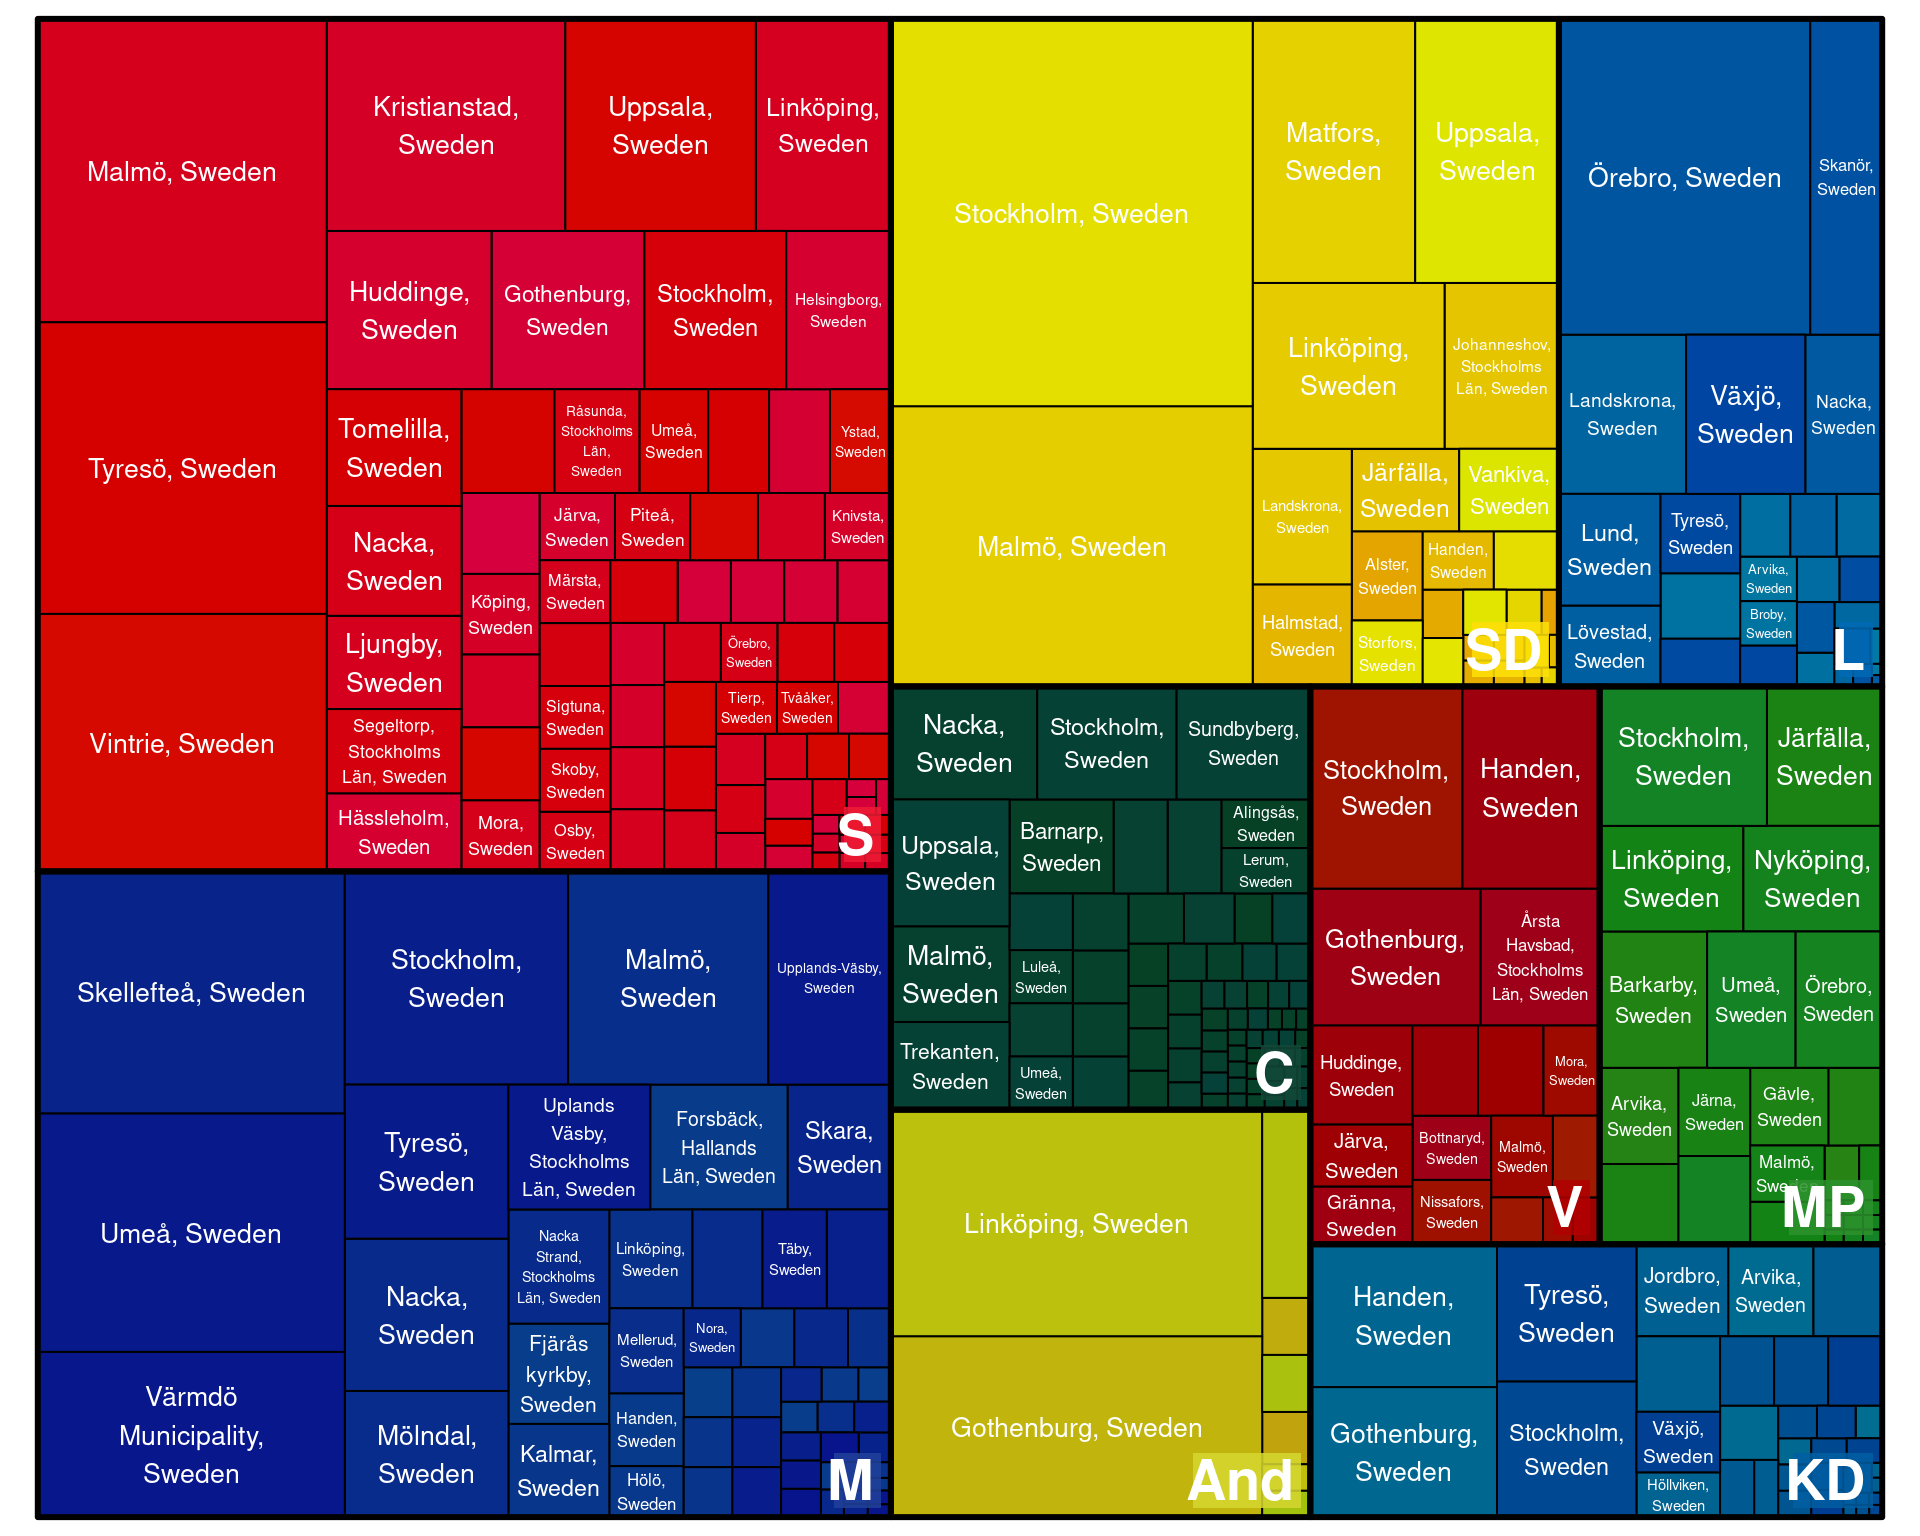 Malmö, Sweden
Tyresö, Sweden
Vintrie, Sweden
Kristianstad,
Sweden
Uppsala,
Sweden
Linköping,
Sweden
Huddinge,
Sweden
Gothenburg,
Sweden
Stockholm,
Sweden
Helsingborg,
Sweden
Tomelilla,
Sweden
Nacka,
Sweden
Ljungby,
Sweden
Segeltorp,
Stockholms
Län, Sweden
Hässleholm,
Sweden
Råsunda,
Stockholms
Län,
Sweden
Umeå,
Sweden
Ystad,
Sweden
Köping,
Sweden
Mora,
Sweden
Järva,
Sweden
Piteå,
Sweden
Knivsta,
Sweden
Märsta,
Sweden
Sigtuna,
Sweden
Skoby,
Sweden
Osby,
Sweden
Örebro,
Sweden
Tierp,
Sweden
Tvååker,
Sweden
S
Skellefteå, Sweden
Umeå, Sweden
Värmdö
Municipality,
Sweden
Stockholm,
Sweden
Malmö,
Sweden
Upplands-Väsby,
Sweden
Tyresö,
Sweden
Nacka,
Sweden
Mölndal,
Sweden
Uplands
Väsby,
Stockholms
Län, Sweden
Forsbäck,
Hallands
Län, Sweden
Skara,
Sweden
Nacka
Strand,
Stockholms
Län, Sweden
Fjärås
kyrkby,
Sweden
Kalmar,
Sweden
Linköping,
Sweden
Täby,
Sweden
Mellerud,
Sweden
Handen,
Sweden
Hölö,
Sweden
Nora,
Sweden
M
Stockholm, Sweden
Malmö, Sweden
Matfors,
Sweden
Uppsala,
Sweden
Linköping,
Sweden
Johanneshov,
Stockholms
Län, Sweden
Landskrona,
Sweden
Halmstad,
Sweden
Järfälla,
Sweden
Vankiva,
Sweden
Alster,
Sweden
Storfors,
Sweden
Handen,
Sweden
SD
Örebro, Sweden
Skanör,
Sweden
Landskrona,
Sweden
Växjö,
Sweden
Nacka,
Sweden
Lund,
Sweden
Lövestad,
Sweden
Tyresö,
Sweden
Arvika,
Sweden
Broby,
Sweden
L
Nacka,
Sweden
Stockholm,
Sweden
Sundbyberg,
Sweden
Uppsala,
Sweden
Malmö,
Sweden
Trekanten,
Sweden
Barnarp,
Sweden
Alingsås,
Sweden
Lerum,
Sweden
Luleå,
Sweden
Umeå,
Sweden
C
Linköping, Sweden
Gothenburg, Sweden
And
Stockholm,
Sweden
Handen,
Sweden
Gothenburg,
Sweden
Årsta
Havsbad,
Stockholms
Län, Sweden
Huddinge,
Sweden
Järva,
Sweden
Gränna,
Sweden
Mora,
Sweden
Bottnaryd,
Sweden
Nissafors,
Sweden
Malmö,
Sweden
V
Stockholm,
Sweden
Järfälla,
Sweden
Linköping,
Sweden
Nyköping,
Sweden
Barkarby,
Sweden
Umeå,
Sweden
Örebro,
Sweden
Arvika,
Sweden
Järna,
Sweden
Gävle,
Sweden
Malmö,
Sweden
MP
Handen,
Sweden
Gothenburg,
Sweden
Tyresö,
Sweden
Stockholm,
Sweden
Jordbro,
Sweden
Arvika,
Sweden
Växjö,
Sweden
Höllviken,
Sweden
KD